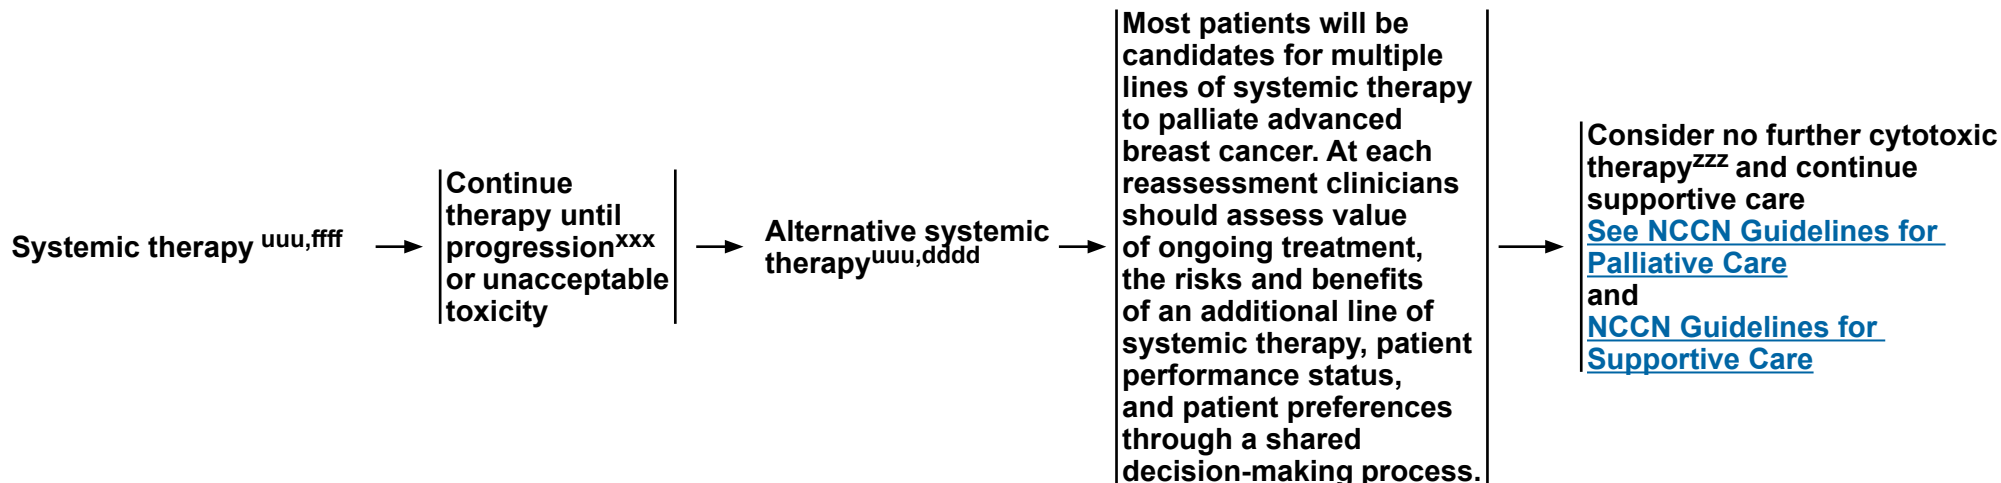 Systemic therapy uuu,ffff
Continue
therapy until
progressionxxx
or unacceptable
toxicity
Alternative systemic
therapyuuu,dddd
Most patients will be
candidates for multiple
lines of systemic therapy
to palliate advanced
breast cancer. At each
reassessment clinicians
should assess value
of ongoing treatment,
the risks and benefits
of an additional line of
systemic therapy, patient
performance status,
and patient preferences
through a shared
decision-making process.
Consider no further cytotoxic
therapyzzz and continue
supportive care
See NCCN Guidelines for
Palliative Care
and
NCCN Guidelines for
Supportive Care